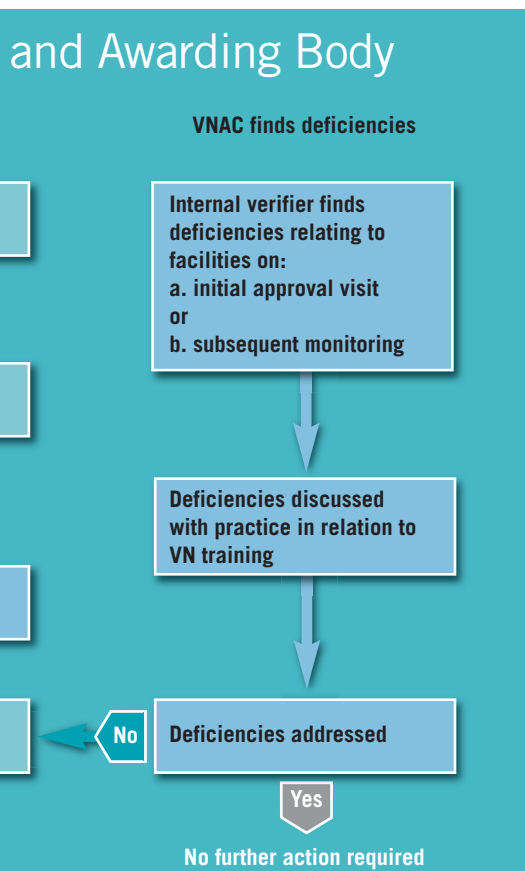 and Awarding Body
VNAC finds deficiencies
Internal verifier finds
deficiencies relating to
facilities on:
a. initial approval visit
or
b. subsequent monitoring
Deficiencies discussed
with practice in relation to
VN training
No
Deficiencies addressed
Yes
No further action required